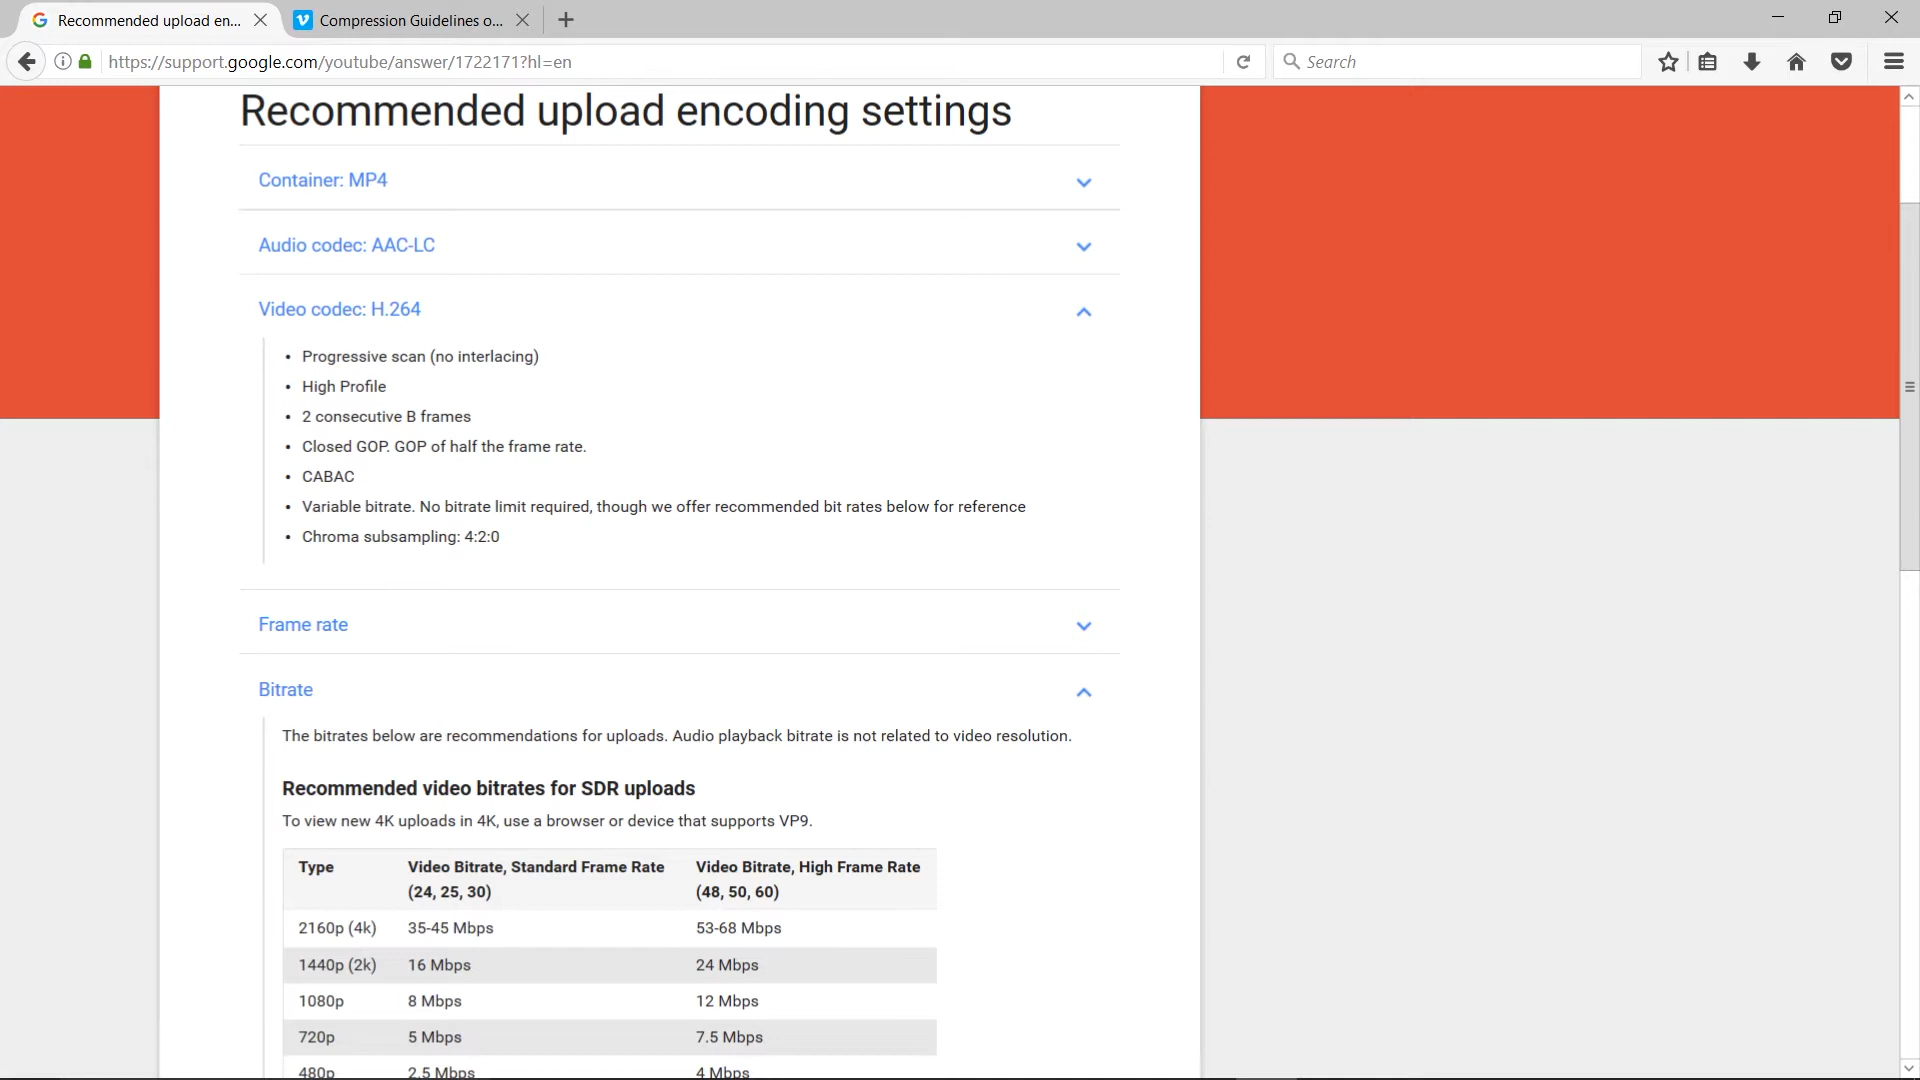 Recommended upload en...
Compression Guidelines o...
https://support.google.com/youtube/answer/1722171?hl=en
Search
Recommended upload encoding settings
Container: MP4
Audio codec: AAC-LC
Video codec: H.264
• Progressive scan (no interlacing)
• High Profile
• 2 consecutive B frames
• Closed GOP. GOP of half the frame rate.
• CABAC
• Variable bitrate. No bitrate limit required, though we offer recommended bit rates below for reference
• Chroma subsampling: 4:2:0
Frame rate
Bitrate
The bitrates below are recommendations for uploads. Audio playback bitrate is not related to video resolution.
Recommended video bitrates for SDR uploads
To view new 4K uploads in 4K, use a browser or device that supports VP9.
Type Video Bitrate, Standard Frame Rate Video Bitrate, High Frame Rate
(24, 25, 30) (48, 50, 60)
2160p (4k) 35-45 Mbps 53-68 Mbps
1440p (2k) 16 Mbps 24 Mbps
1080p 8 Mbps 12 Mbps
720p 5 Mbps 7.5 Mbps
480p 2.5 Mbps 4 Mbps